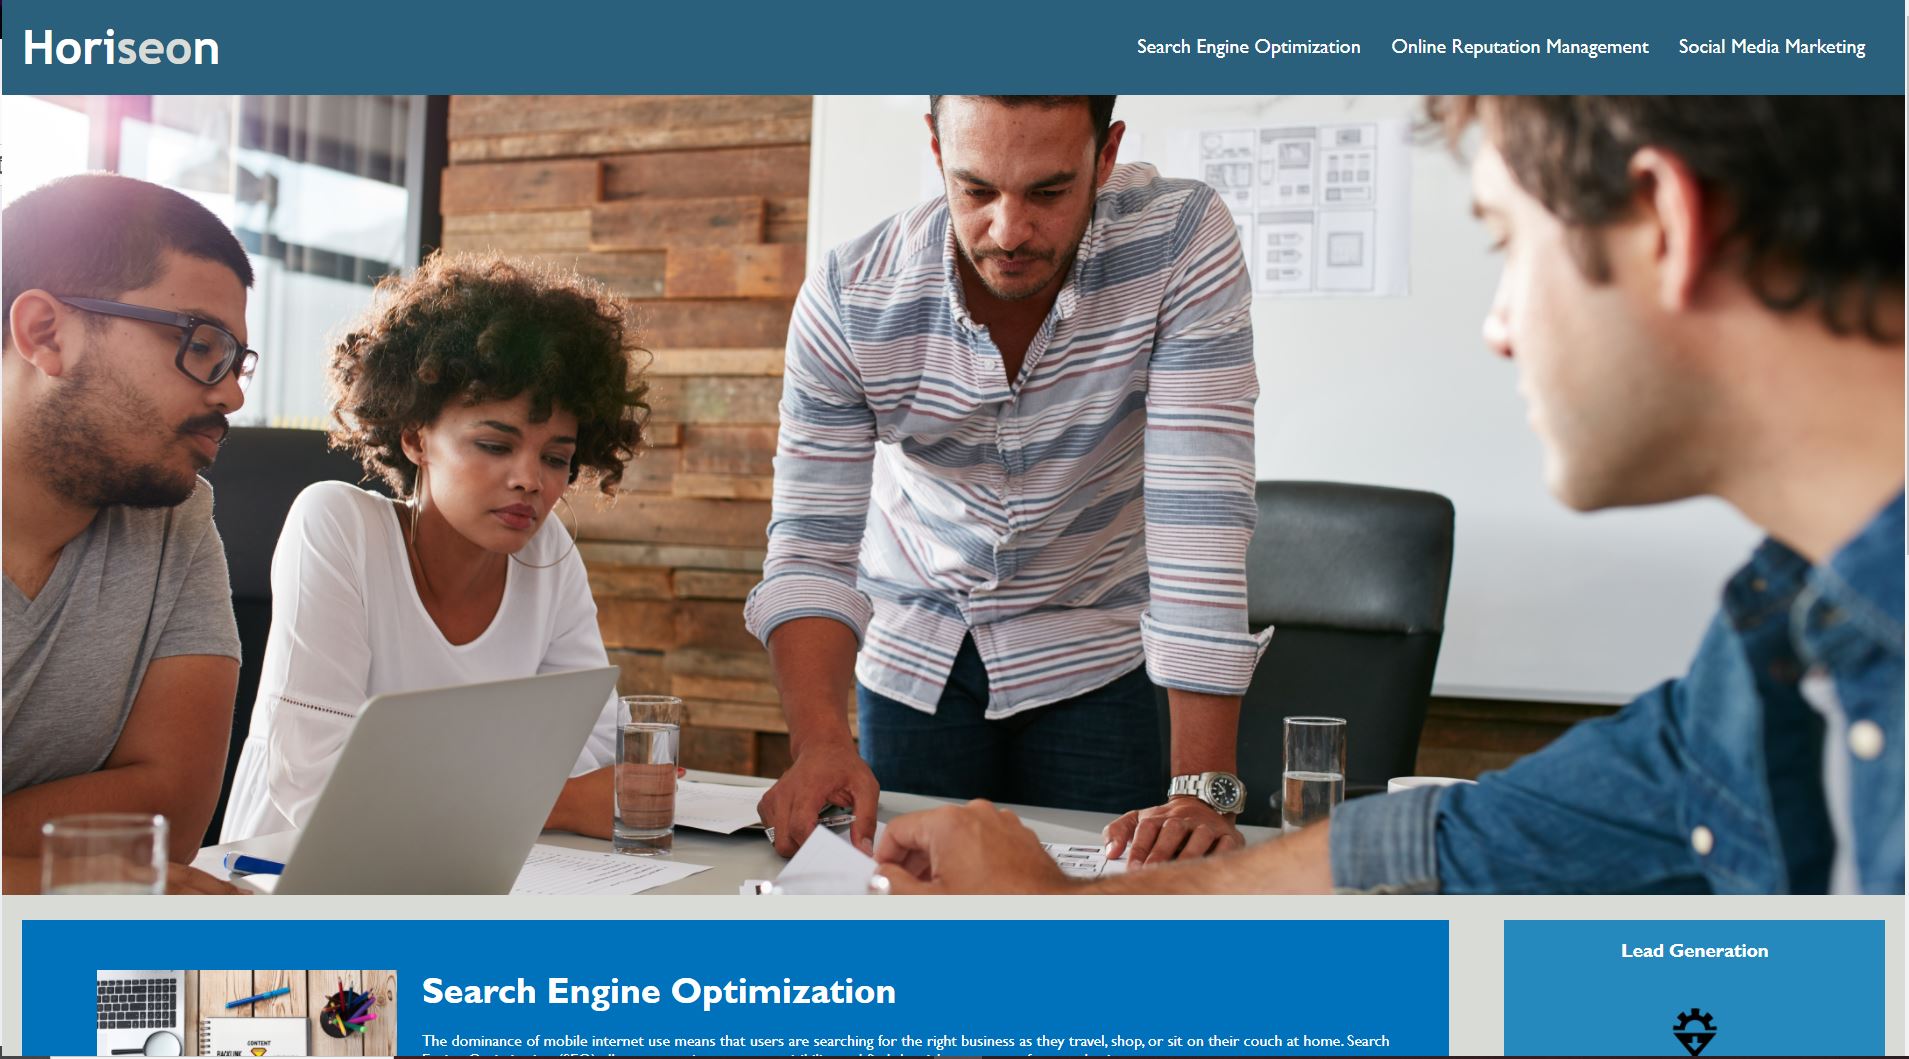 Horiseon
Search Engine Optimization
Online Reputation Management
Social Media Marketing
Search Engine Optimization
The dominance of mobile internet use means that users are searching for the right business as they travel, shop, or sit on their couch at home. Search
Lead Generation
CONTENT
BACKLINK